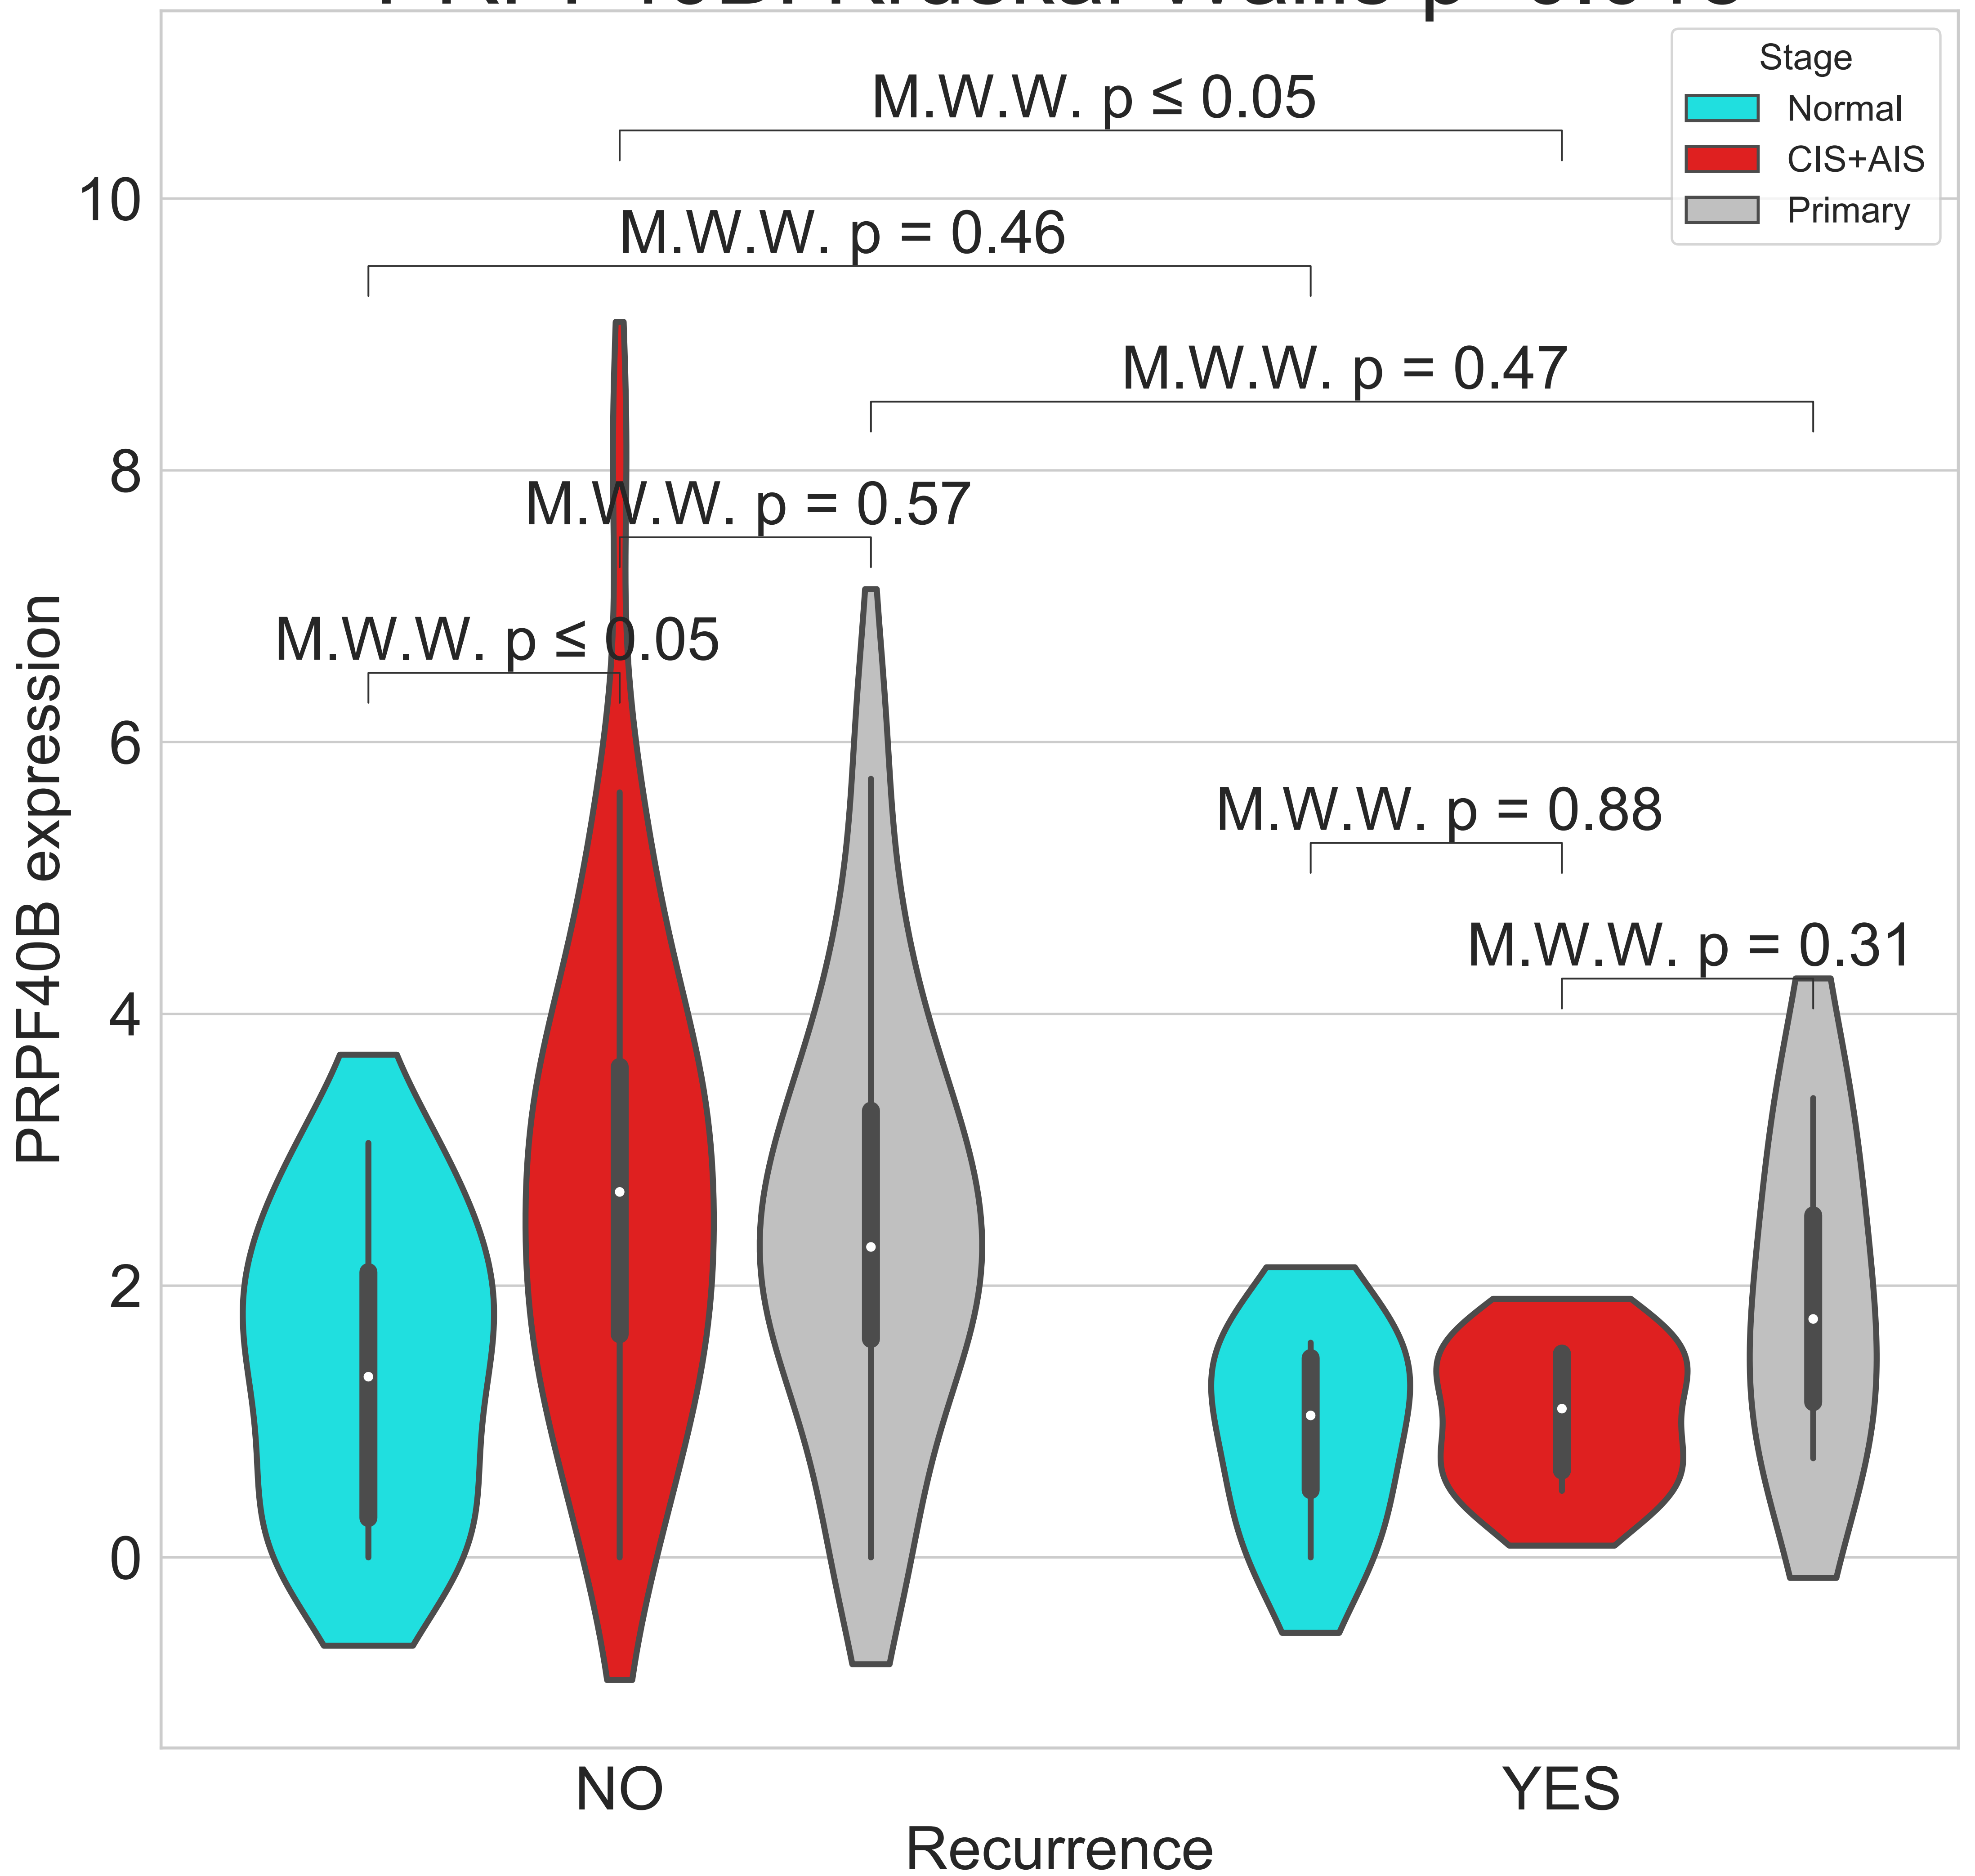 Stage
Normal
CIS+AIS
Primary
M.W.W. p ≤ 0.05
M.W.W. p = 0.46
M.W.W. p = 0.47
M.W.W. p = 0.57
M.W.W. p ≤ 0.05
M.W.W. p = 0.88
M.W.W. p = 0.31
10
8
6
4
2
0
PRPF40B expression
NO
YES
Recurrence